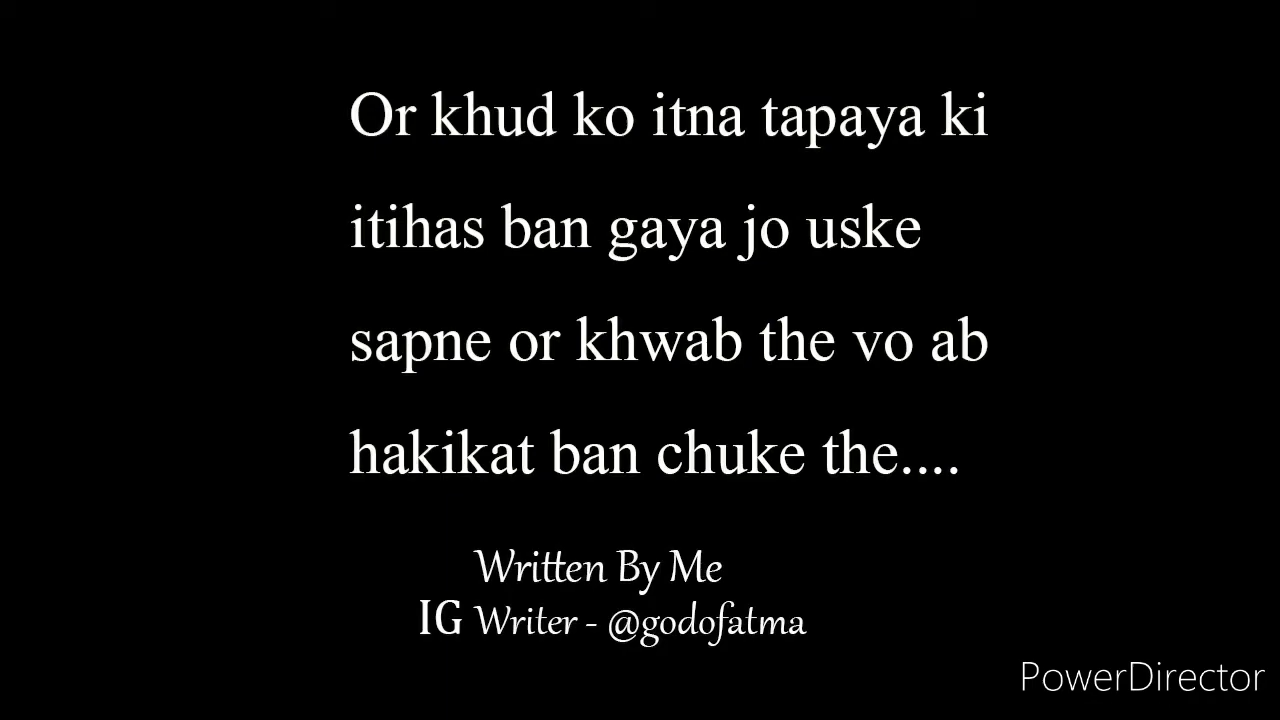 Or khud ko itna tapaya ki
itihas ban gaya jo uske
sapne or khwab the vo ab
hakikat ban chuke the....
Written By Me
IG Writer - @godofatma
PowerDirector